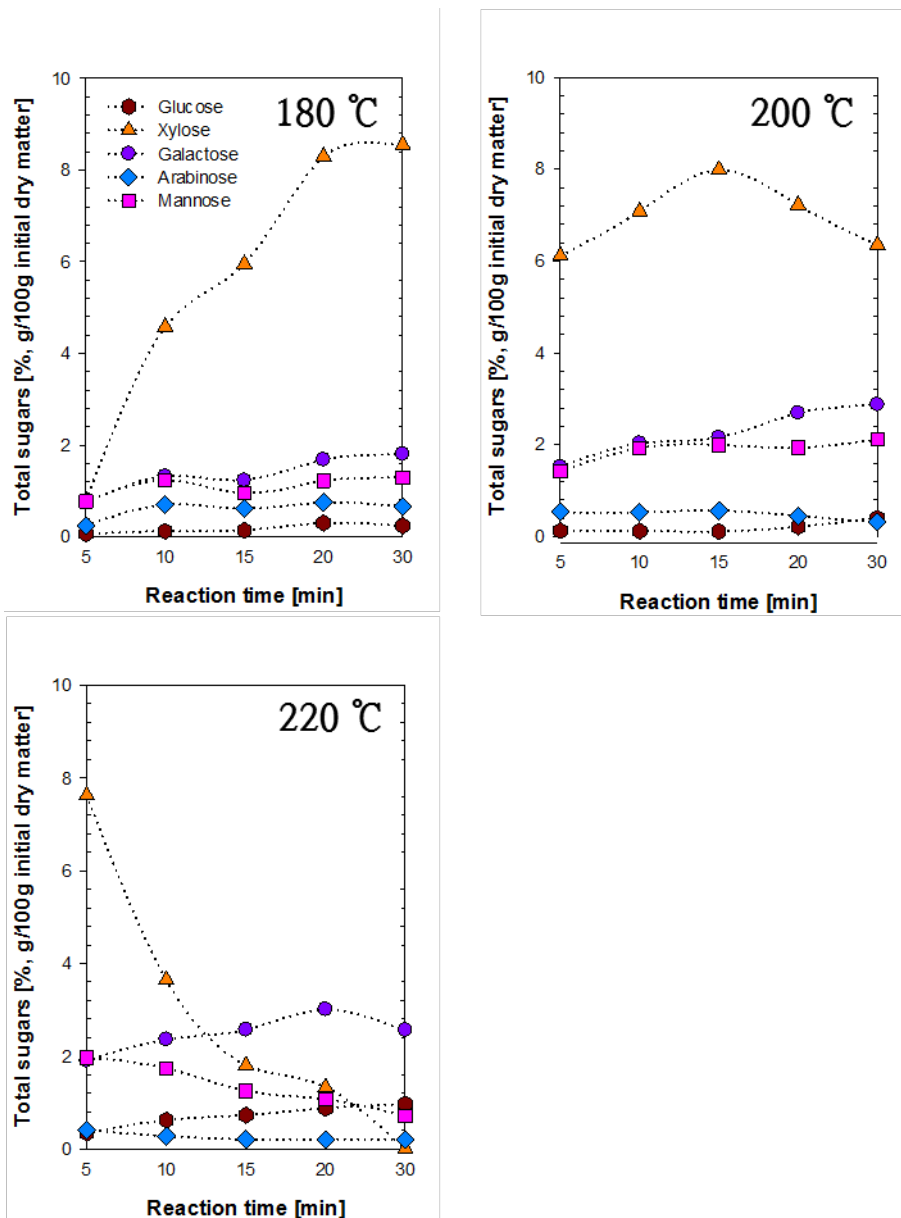 180 ℃
Glucose
Xylose
Galactose
Arabinose
Mannose
10
8
6
4
2
0
Total sugars [%, g/100g initial dry matter]
5 10 15 20 30
Reaction time [min]
200 ℃
10
8
6
4
2
0
Total sugars [%, g/100g initial dry matter]
5 10 15 20 30
Reaction time [min]
220 ℃
10
8
6
4
2
0
Total sugars [%, g/100g initial dry matter]
5 10 15 20 30
Reaction time [min]